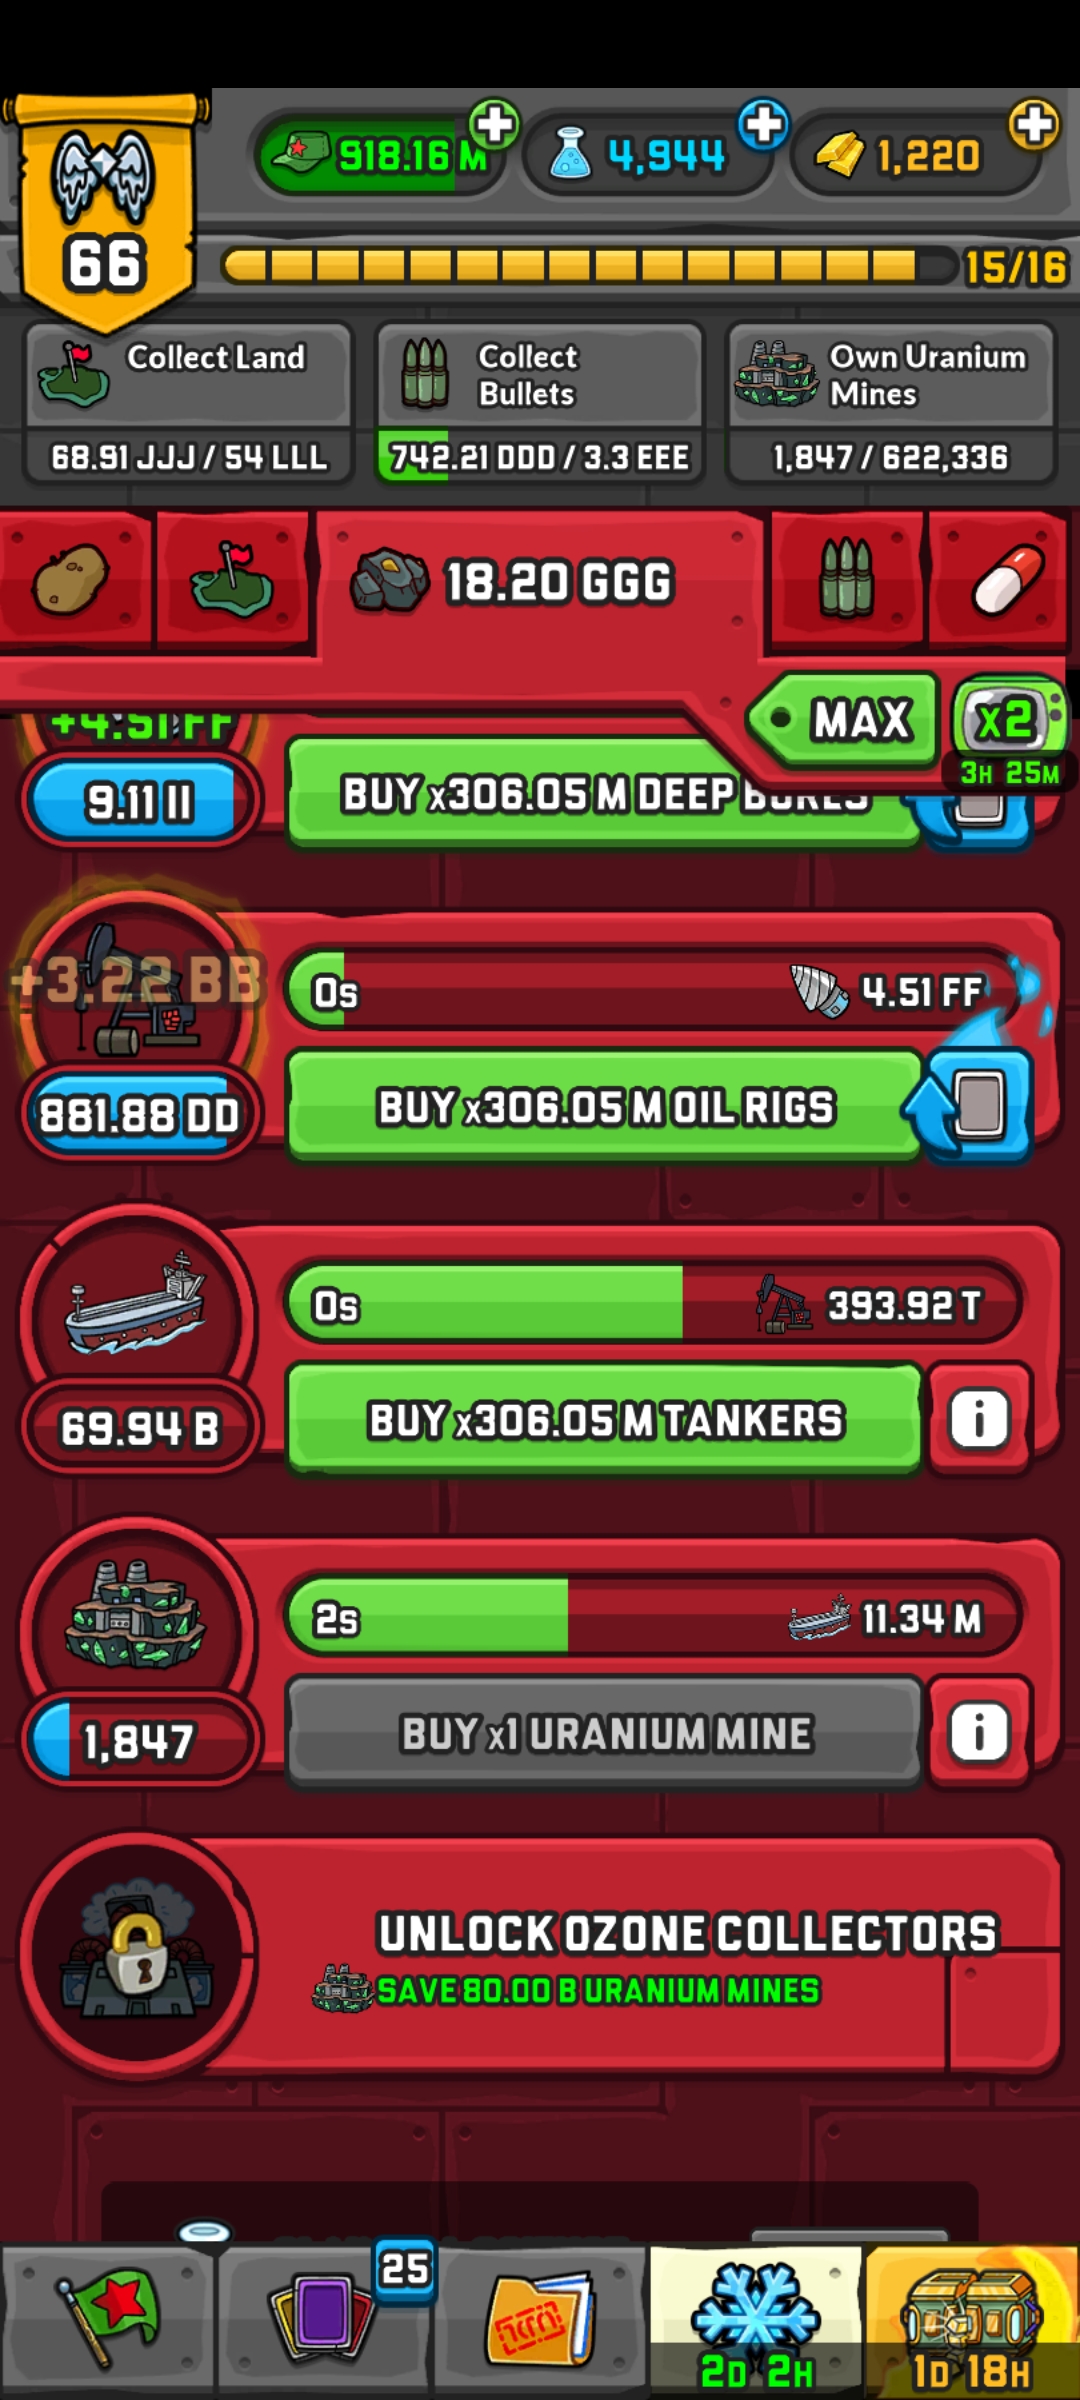 918.16 M
4,944
1,220
66
15/16
Collect Land
68.91 JJJ / 54 LLL
Collect
Bullets
742.21 DDD / 3.3 EEE
Own Uranium
Mines
1,847 / 622,336
18.20 GGG
MAX
x2
3H 25M
+4.51 FF
9.11 II
BUY x306.05 M DEEP BORES
+3.22 BB
0s
4.51 FF
881.88 DD
BUY x306.05 M OIL RIGS
0s
393.92 T
69.94 B
BUY x306.05 M TANKERS
i
2s
11.34 M
1,847
BUY x1 URANIUM MINE
i
UNLOCK OZONE COLLECTORS
SAVE 80.00 B URANIUM MINES
25
2D 2H
1D 18H